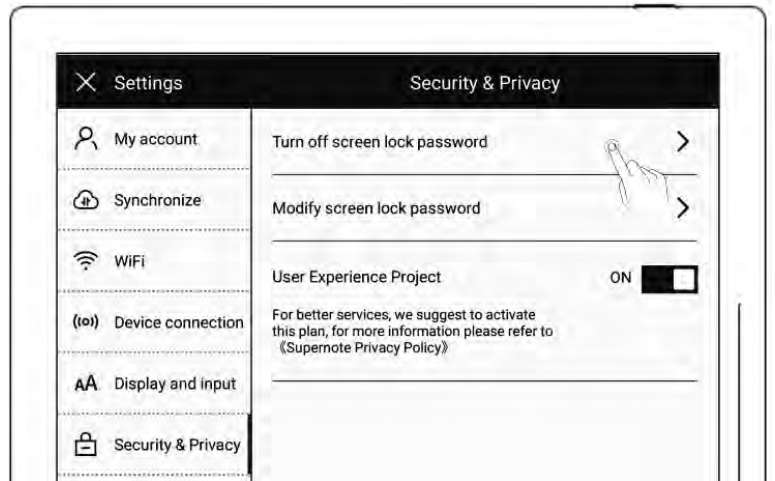 Settings
Security & Privacy
My account
Synchronize
WiFi
Device connection
Display and input
Security & Privacy
Turn off screen lock password
Modify screen lock password
User Experience Project
ON
For better services, we suggest to activate
this plan, for more information please refer to
《Supernote Privacy Policy》